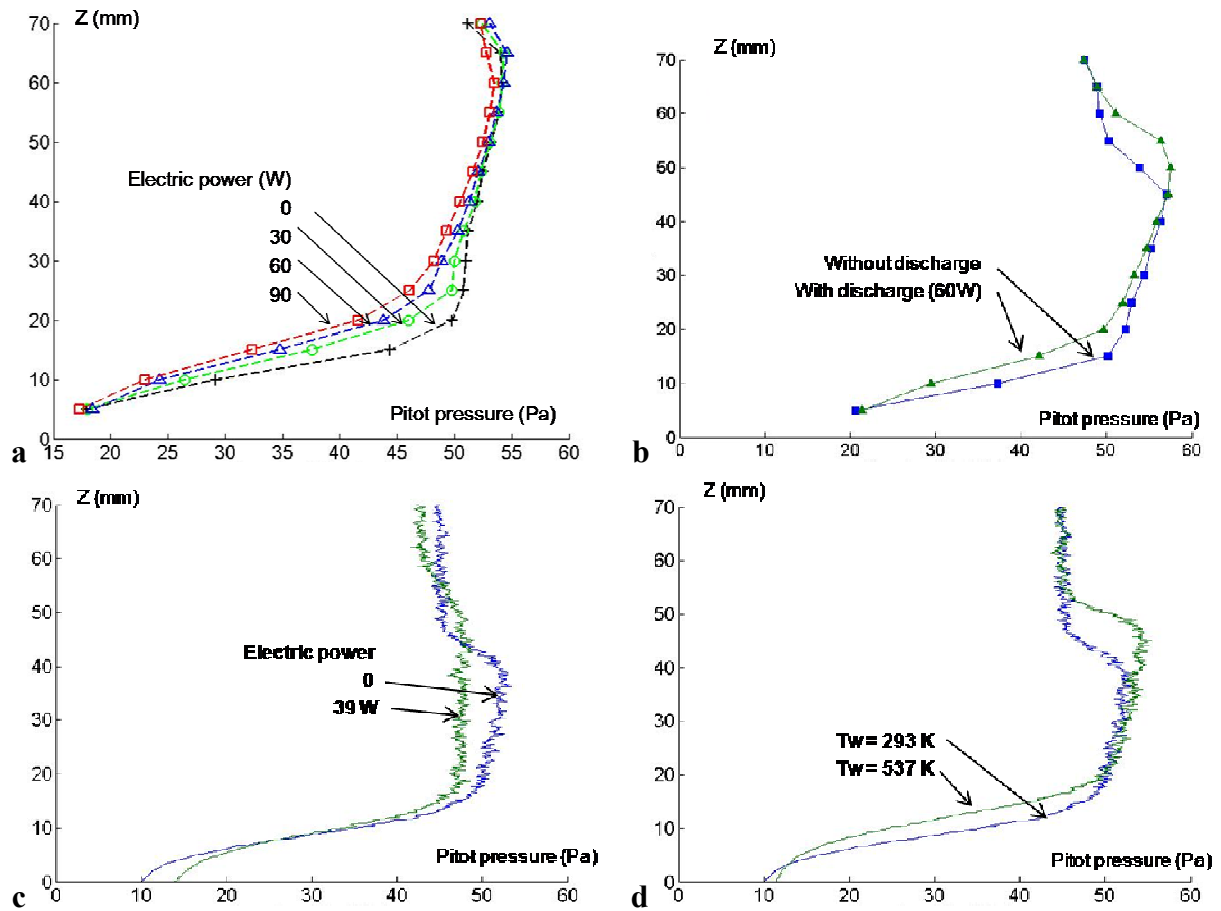 Z (mm)
70
60
50
40
30
20
10
0
Electric power (W)
0
30
60
90
Pitot pressure (Pa)
15 20 25 30 35 40 45 50 55 60
a
Z (mm)
70
60
50
40
30
20
10
0
Without discharge
With discharge (60W)
Pitot pressure (Pa)
0 10 20 30 40 50 60
b
Z (mm)
70
60
50
40
30
20
10
0
Electric power
0
39 W
Pitot pressure (Pa)
0 10 20 30 40 50 60
c
Z (mm)
70
60
50
40
30
20
10
0
Tw = 293 K
Tw = 537 K
Pitot pressure (Pa)
0 10 20 30 40 50 60
d